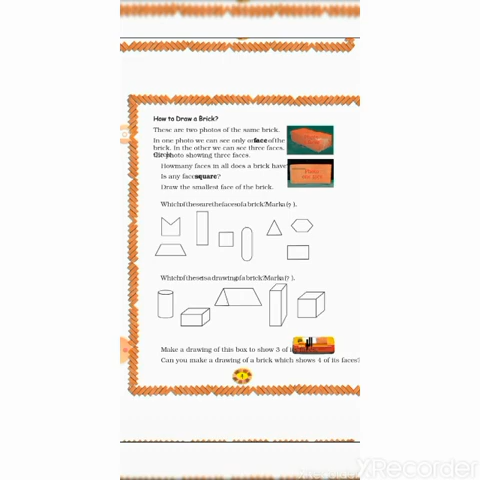 How to Draw a Brick?
These are two photos of the same brick.
In one photo we can see only one face of the
brick. In the other we can see three faces.
the photo showing three faces.
How many faces in all does a brick have?
Is any face square?
Draw the smallest face of the brick.
Which of these are the faces of a brick? Mark (?).
Which of these is a drawing of a brick? Mark (?).
Make a drawing of this box to show 3 of its
Can you make a drawing of a brick which shows 4 of its faces?
4
XRecorder